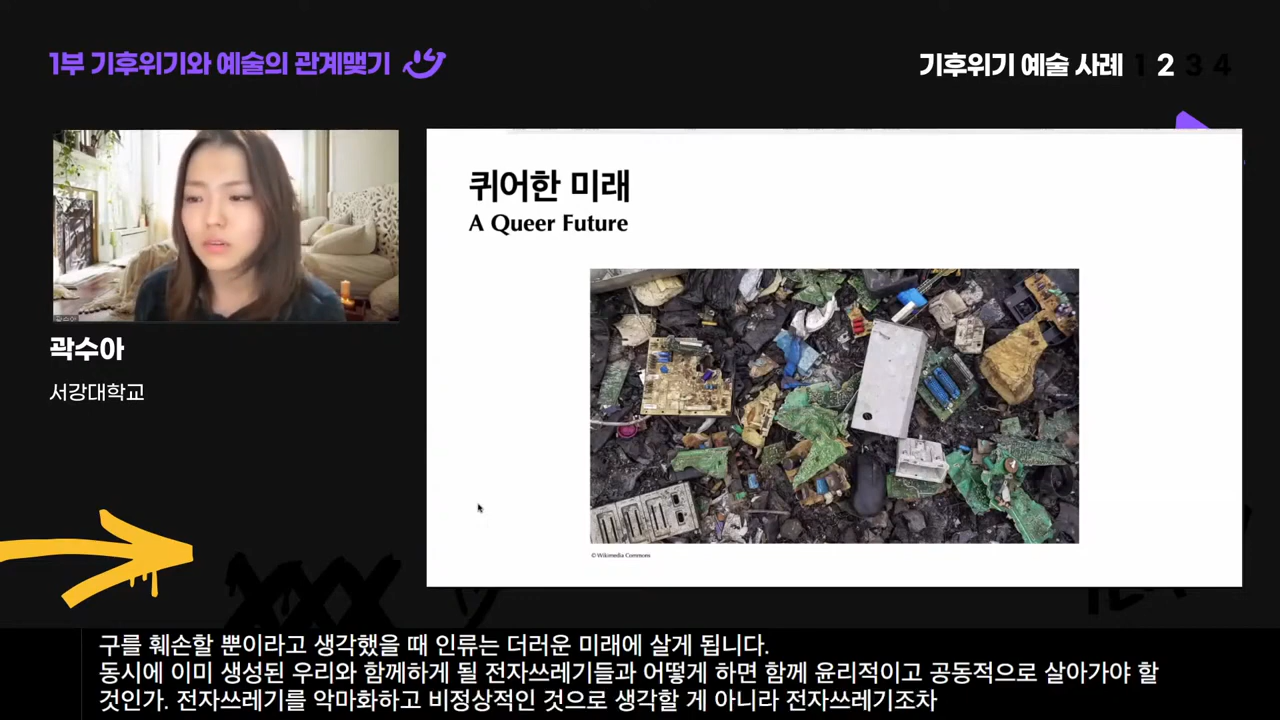 1부 기후위기와 예술의 관계맺기
기후위기 예술 사례 1 2 3 4
퀴어한 미래
A Queer Future
곽수아
곽수아
서강대학교
© Wikimedia Commons
구를 훼손할 뿐이라고 생각했을 때 인류는 더러운 미래에 살게 됩니다.
동시에 이미 생성된 우리와 함께하게 될 전자쓰레기들과 어떻게 하면 함께 윤리적이고 공동적으로 살아가야 할
것인가. 전자쓰레기를 악마화하고 비정상적인 것으로 생각할 게 아니라 전자쓰레기조차